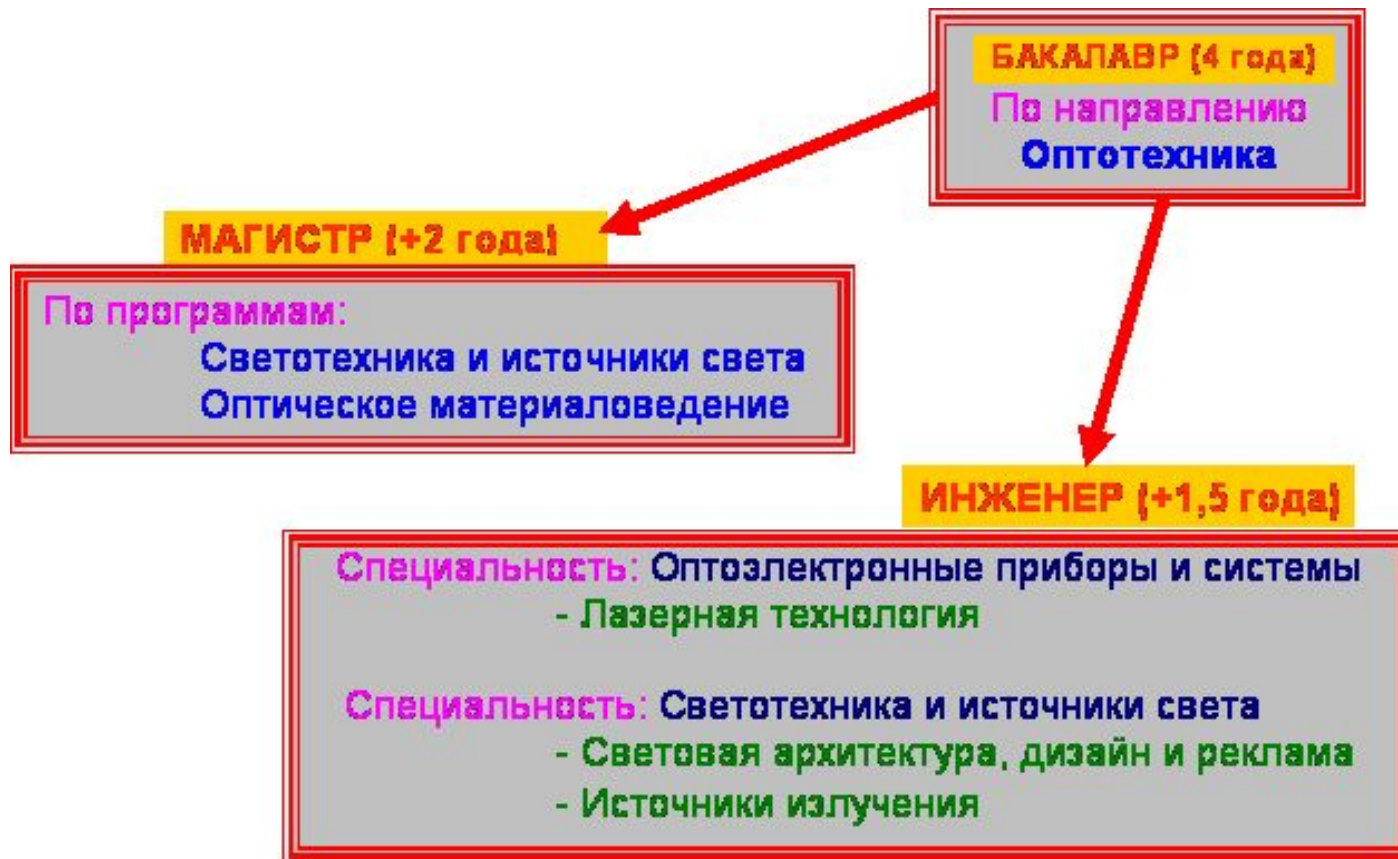 БАКАЛАВР (4 года)
По направлению
Оптотехника
МАГИСТР (+2 года)
По программам:
Светотехника и источники света
Оптическое материаловедение
ИНЖЕНЕР (+1,5 года)
Специальность: Оптоэлектронные приборы и системы
- Лазерная технология
Специальность: Светотехника и источники света
- Световая архитектура, дизайн и реклама
- Источники излучения